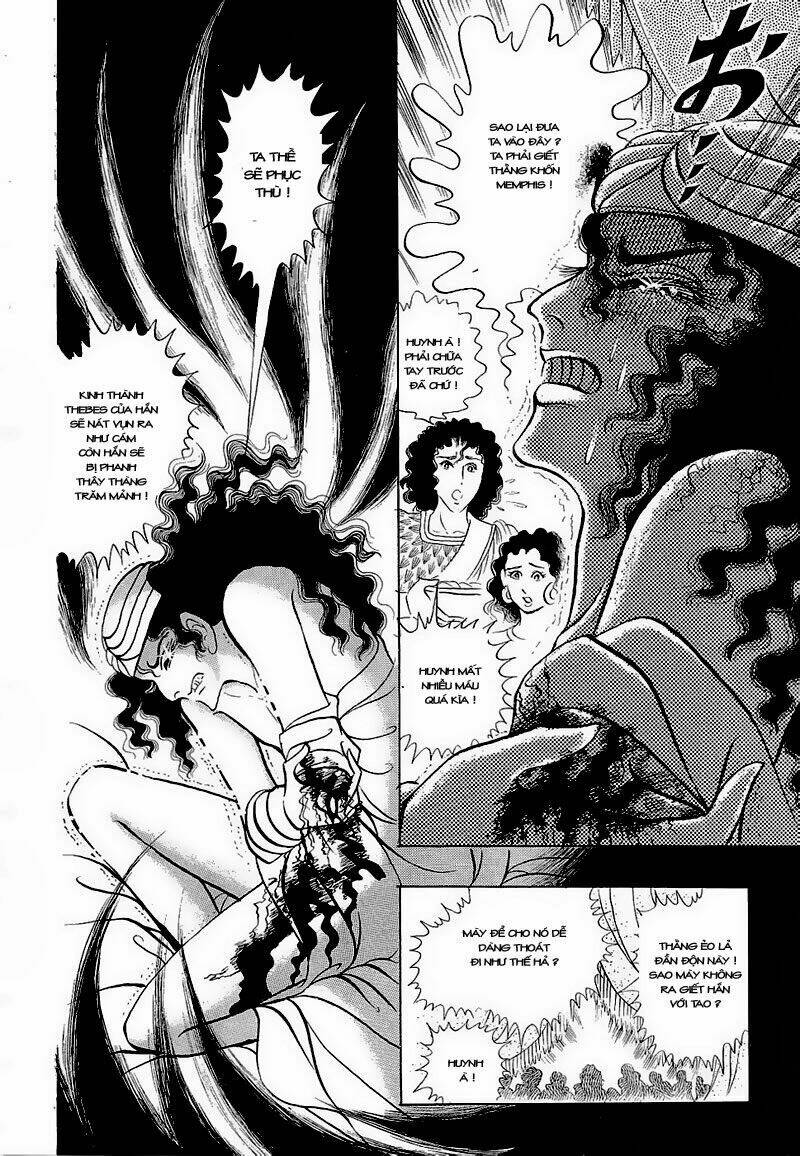 お…
SAO LẠI ĐƯA
TA VÀO ĐÂY ?
TA PHẢI GIẾT
THẰNG KHỐN
MEMPHIS !
HUYNH À !
PHẢI CHỮA
TAY TRƯỚC
ĐÃ CHỨ !
HUYNH MẤT
NHIỀU MÁU
QUÁ KÌA !
TA THỀ
SẼ PHỤC
THÙ !
KINH THÀNH
THEBES CỦA HẮN
SẼ NÁT VỤN RA
NHƯ CÁM
CÒN HẮN SẼ
BỊ PHANH
THÂY THÀNG
TRĂM MẢNH !
THẰNG ÈO LẢ
ĐẦN ĐỘN NÀY !
SAO MÀY KHÔNG
RA GIẾT HẮN
VỚI TAO ?
MÀY ĐỂ CHO NÓ DỄ
DÀNG THOÁT
ĐI NHƯ THẾ HẢ ?
HUYNH
À !